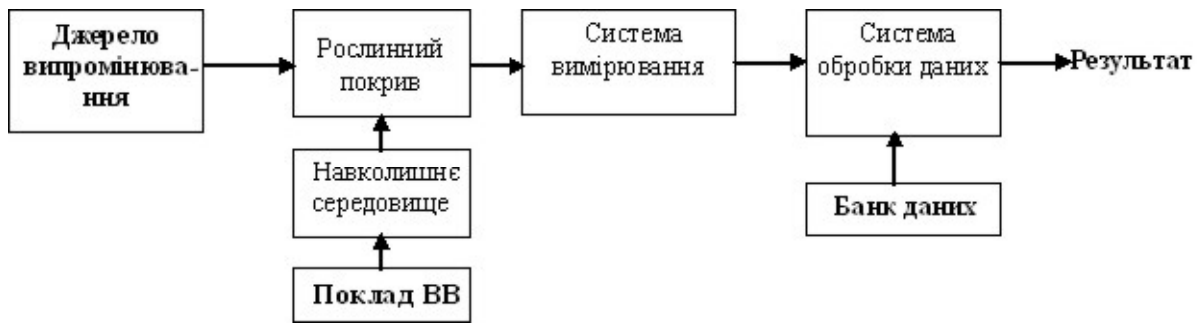 Джерело
випромінюва-
ння
Рослинний
покрив
Система
вимірювання
Система
обробки даних
Результат
Навколишнє
середовище
Банк даних
Поклад ВВ